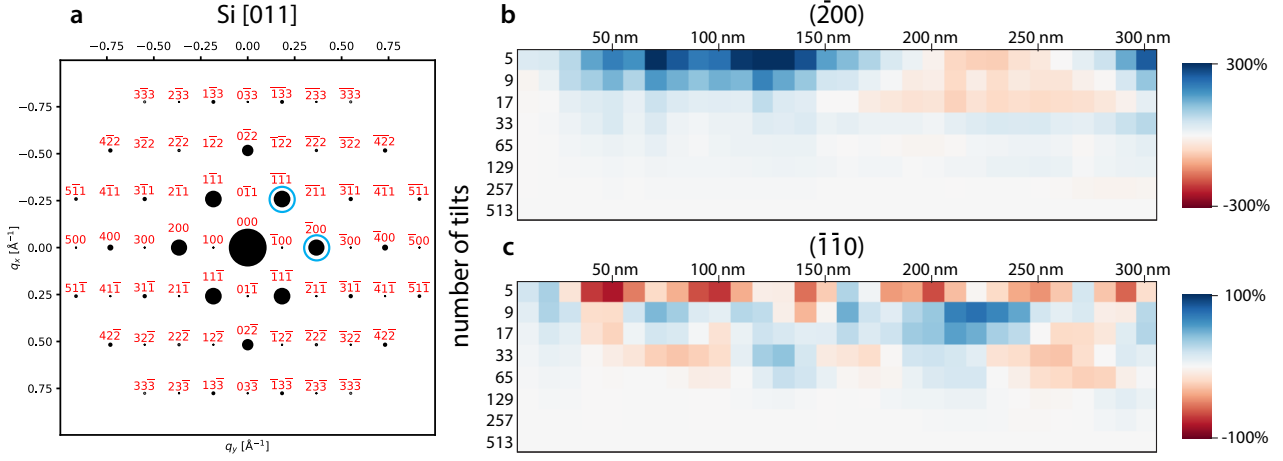 a Si [011]
−0.75 −0.50 −0.25 0.00 0.25 0.50 0.75
−0.75
33̅3 23̅3 13̅3 03̅3 1̅3̅3 2̅3̅3 3̅3̅3
−0.50
42̅2 32̅2 22̅2 12̅2 02̅2 1̅2̅2 2̅2̅2 3̅2̅2 4̅2̅2
−0.25
51̅1 41̅1 31̅1 21̅1 11̅1 01̅1 1̅1̅1 2̅1̅1 3̅1̅1 4̅1̅1 5̅1̅1
0.00
500 400 300 200 100 000 1̅00 2̅00 3̅00 4̅00 5̅00
0.25
511̅ 411̅ 311̅ 211̅ 111̅ 011̅ 1̅11̅ 2̅11̅ 3̅11̅ 4̅11̅ 5̅11̅
0.50
422̅ 322̅ 222̅ 122̅ 022̅ 1̅22̅ 2̅22̅ 3̅22̅ 4̅22̅
0.75
333̅ 233̅ 133̅ 033̅ 1̅33̅ 2̅33̅ 3̅33̅
qₓ [Å⁻¹]
q_y [Å⁻¹]
b (2̅00)
50 nm 100 nm 150 nm 200 nm 250 nm 300 nm
5
9
17
33
65
129
257
513
300%
-300%
number of tilts
c (1̅1̅0)
50 nm 100 nm 150 nm 200 nm 250 nm 300 nm
5
9
17
33
65
129
257
513
100%
-100%